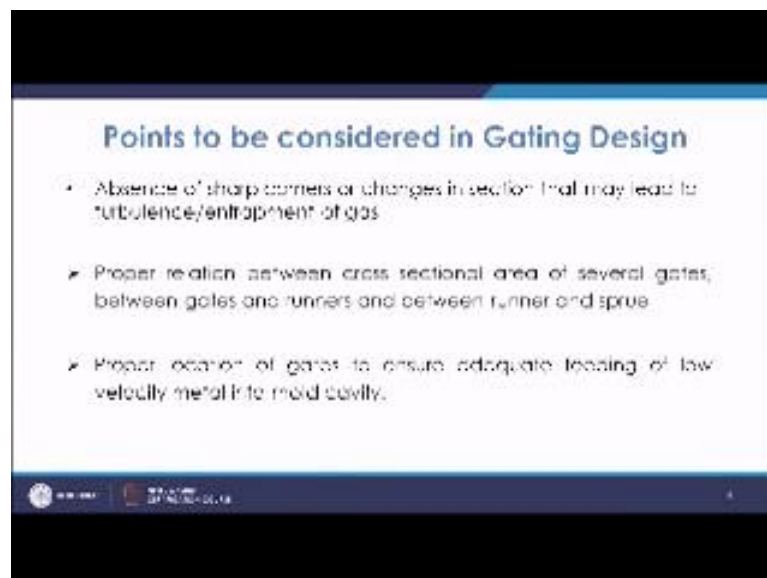 Points to be considered in Gating Design
• Absence of sharp corners or changes in section that may lead to
turbulence/entrapment of gas
➤ Proper relation between cross sectional area of several gates,
between gates and runners and between runner and sprue
➤ Proper location of gates to ensure adequate feeding of low
velocity metal into mold cavity.